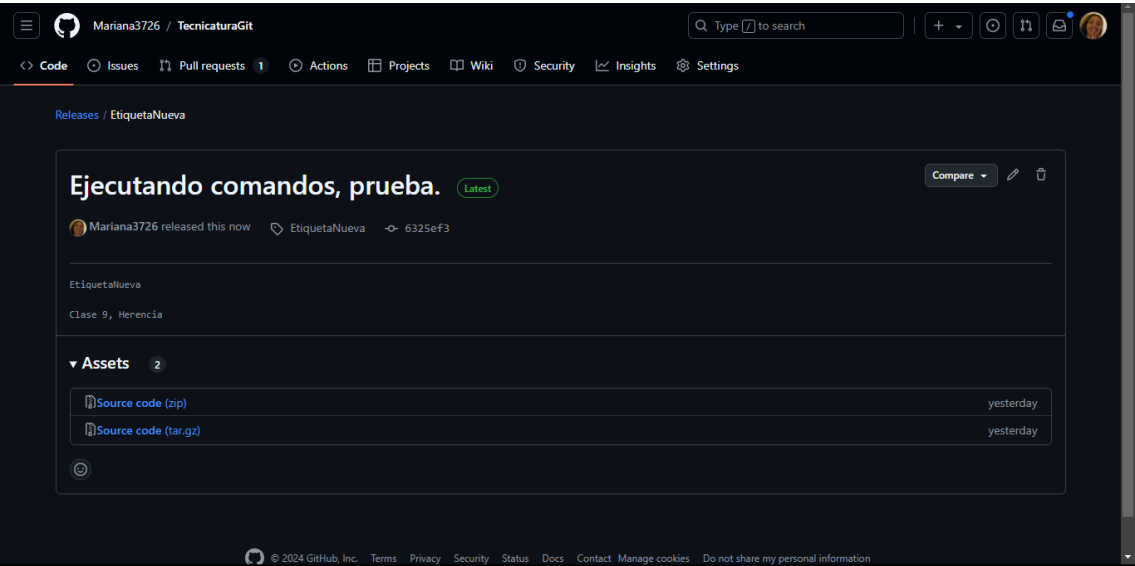 Mariana3726 / TecnicaturaGit
Type / to search
Code Issues Pull requests 1 Actions Projects Wiki Security Insights Settings
Releases / EtiquetaNueva
Ejecutando comandos, prueba. Latest
Compare
Mariana3726 released this now EtiquetaNueva 6325ef3
EtiquetaNueva
Clase 9, Herencia
Assets 2
Source code (zip) yesterday
Source code (tar.gz) yesterday
© 2024 GitHub, Inc. Terms Privacy Security Status Docs Contact Manage cookies Do not share my personal information